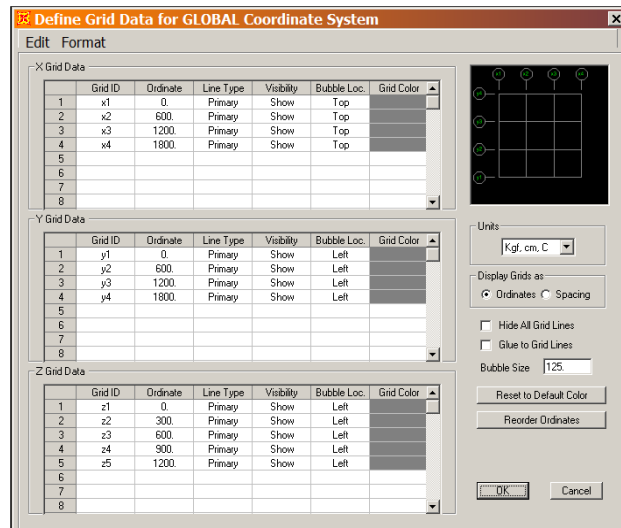 Define Grid Data for GLOBAL Coordinate System
Edit Format
X Grid Data
Grid ID Ordinate Line Type Visibility Bubble Loc. Grid Color
1 x1 0. Primary Show Top
2 x2 600. Primary Show Top
3 x3 1200. Primary Show Top
4 x4 1800. Primary Show Top
5
6
7
8
Y Grid Data
Grid ID Ordinate Line Type Visibility Bubble Loc. Grid Color
1 y1 0. Primary Show Left
2 y2 600. Primary Show Left
3 y3 1200. Primary Show Left
4 y4 1800. Primary Show Left
5
6
7
8
Z Grid Data
Grid ID Ordinate Line Type Visibility Bubble Loc. Grid Color
1 z1 0. Primary Show Left
2 z2 300. Primary Show Left
3 z3 600. Primary Show Left
4 z4 900. Primary Show Left
5 z5 1200. Primary Show Left
6
7
8
x1 x2 x3 x4
y4
y3
y2
y1
Units
Kgf, cm, C
Display Grids as
Ordinates Spacing
Hide All Grid Lines
Glue to Grid Lines
Bubble Size 125.
Reset to Default Color
Reorder Ordinates
OK Cancel